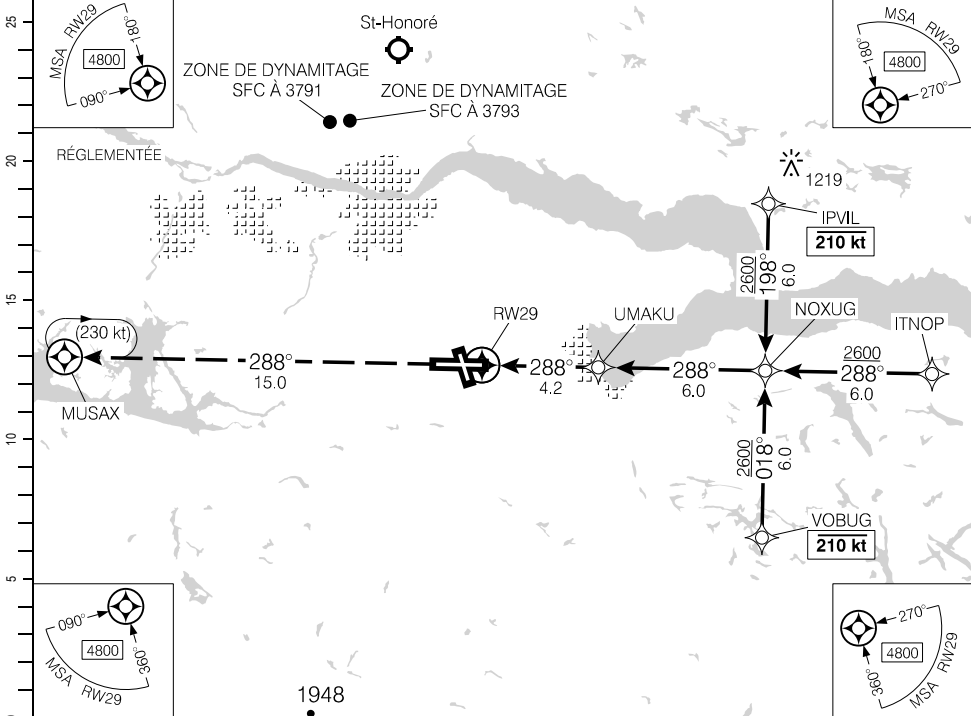 25
20
15
10
5
0
MSA RW29
180°
4800
090°
St-Honoré
ZONE DE DYNAMITAGE
SFC À 3791
ZONE DE DYNAMITAGE
SFC À 3793
MSA RW29
180°
4800
270°
RÉGLEMENTÉE
1219
IPVIL
210 kt
2600
198°
6.0
(230 kt)
MUSAX
288°
15.0
RW29
288°
4.2
UMAKU
288°
6.0
NOXUG
ITNOP
2600
288°
6.0
2600
018°
6.0
VOBUG
210 kt
090°
4800
360°
MSA RW29
1948
270°
4800
360°
MSA RW29